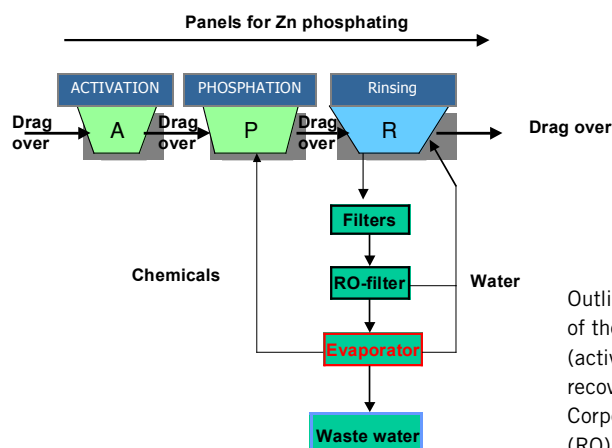 Panels for Zn phosphating
ACTIVATION
PHOSPHATION
Rinsing
Drag
over
A
Drag
over
P
Drag
over
R
Drag over
Filters
Chemicals
RO-filter
Water
Evaporator
Waste water
Outli
of the
(activ
recov
Corpo
(RO)